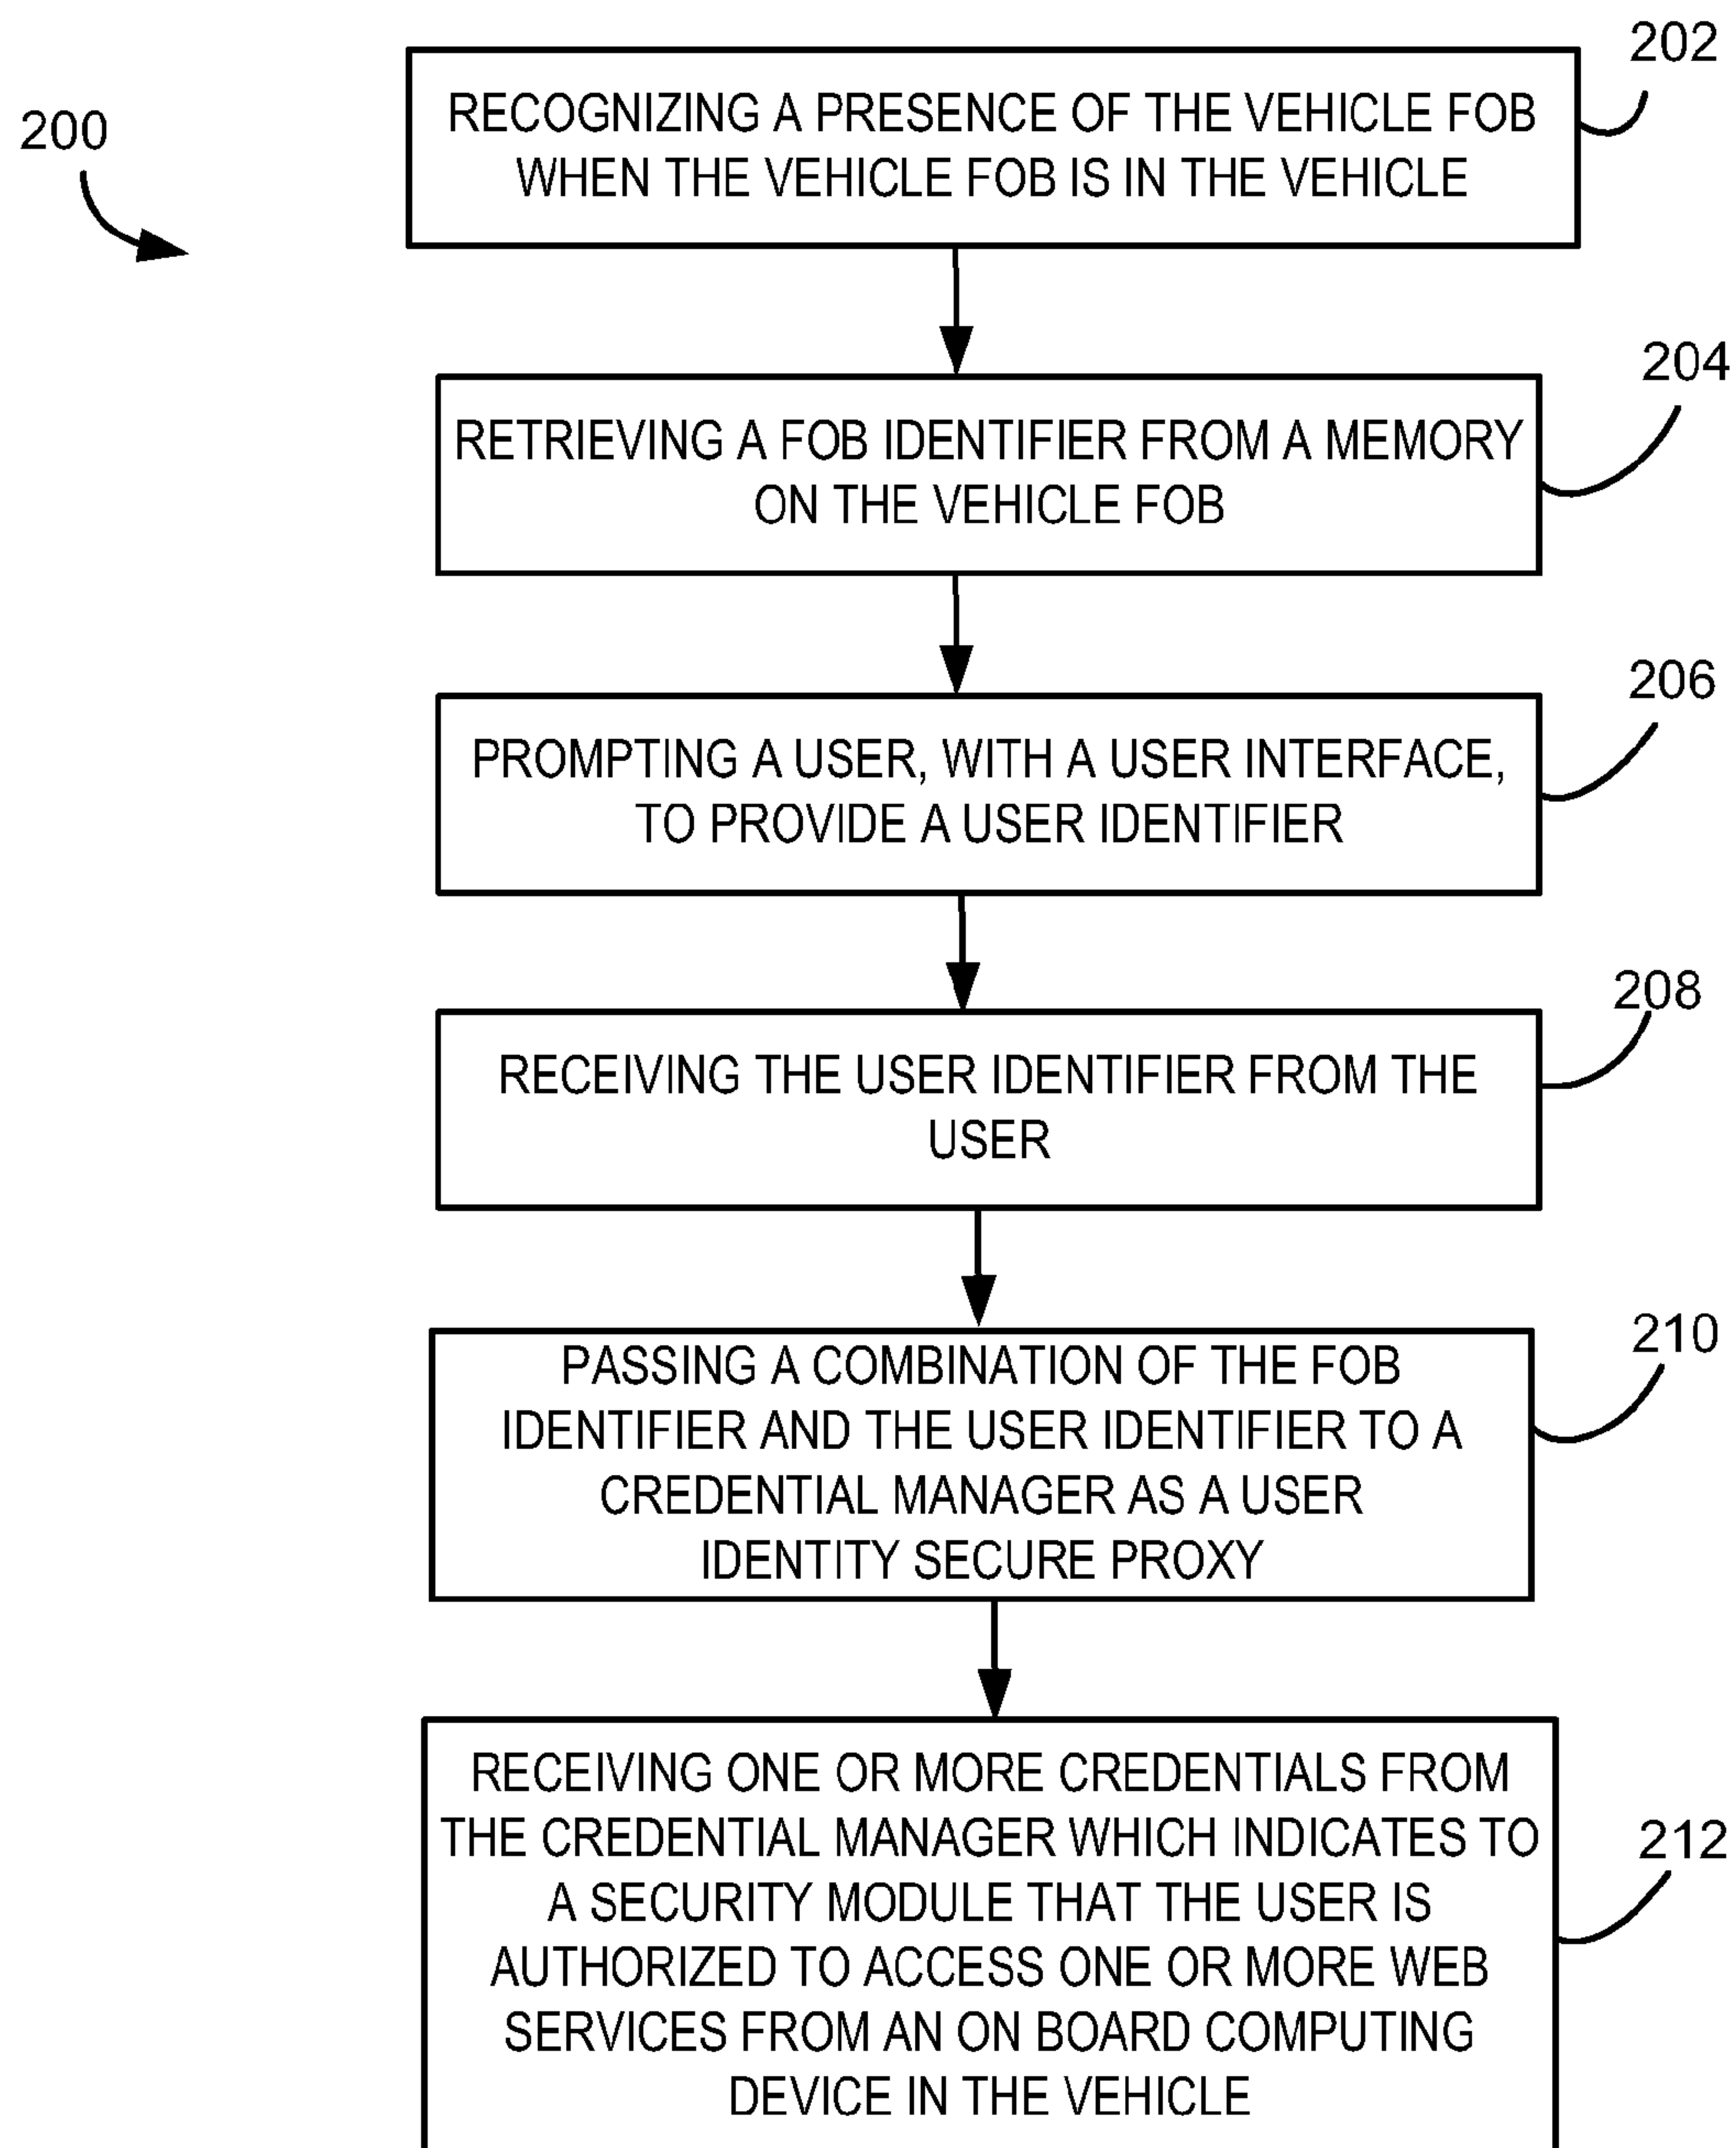 200
202
RECOGNIZING A PRESENCE OF THE VEHICLE FOB
WHEN THE VEHICLE FOB IS IN THE VEHICLE
204
RETRIEVING A FOB IDENTIFIER FROM A MEMORY
ON THE VEHICLE FOB
206
PROMPTING A USER, WITH A USER INTERFACE,
TO PROVIDE A USER IDENTIFIER
208
RECEIVING THE USER IDENTIFIER FROM THE
USER
210
PASSING A COMBINATION OF THE FOB
IDENTIFIER AND THE USER IDENTIFIER TO A
CREDENTIAL MANAGER AS A USER
IDENTITY SECURE PROXY
212
RECEIVING ONE OR MORE CREDENTIALS FROM
THE CREDENTIAL MANAGER WHICH INDICATES TO
A SECURITY MODULE THAT THE USER IS
AUTHORIZED TO ACCESS ONE OR MORE WEB
SERVICES FROM AN ON BOARD COMPUTING
DEVICE IN THE VEHICLE